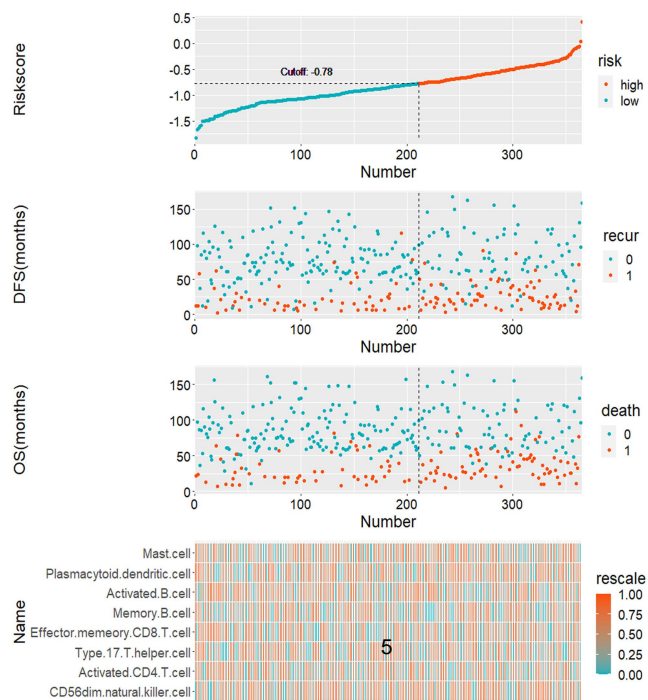 0.5
0.0
-0.5
-1.0
-1.5
Riskscore
Cutoff: -0.78
0
100
200
300
Number
risk
high
low
150
100
50
0
DFS(months)
0
100
200
300
Number
recur
0
1
150
100
50
0
OS(months)
0
100
200
300
Number
death
0
1
Name
Mast.cell
Plasmacytoid.dendritic.cell
Activated.B.cell
Memory.B.cell
Effector.memeory.CD8.T.cell
Type.17.T.helper.cell
Activated.CD4.T.cell
CD56dim.natural.killer.cell
5
rescale
1.00
0.75
0.50
0.25
0.00